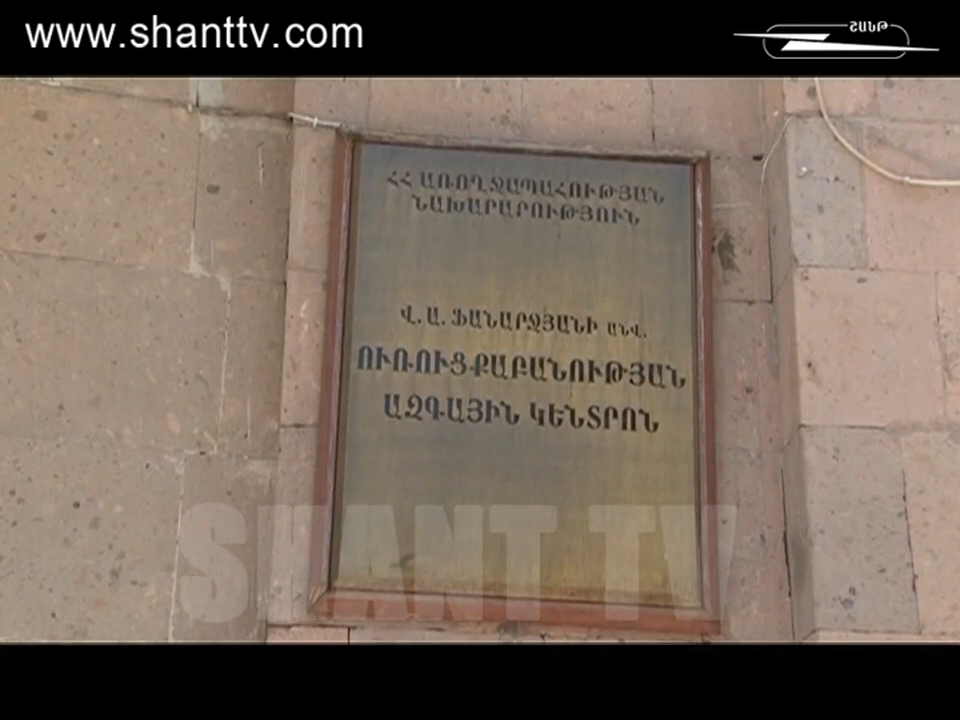 www.shanttv.com
ՇԱՆԹ
ՀՀ ԱՌՈՂՋԱՊԱՀՈՒԹՅԱՆ
ՆԱԽԱՐԱՐՈՒԹՅՈՒՆ
Վ. Ա. ՖԱՆԱՐՋՅԱՆԻ ԱՆՎ.
ՈՒՌՈՒՑՔԱԲԱՆՈՒԹՅԱՆ
ԱԶԳԱՅԻՆ ԿԵՆՏՐՈՆ
SHANT TV